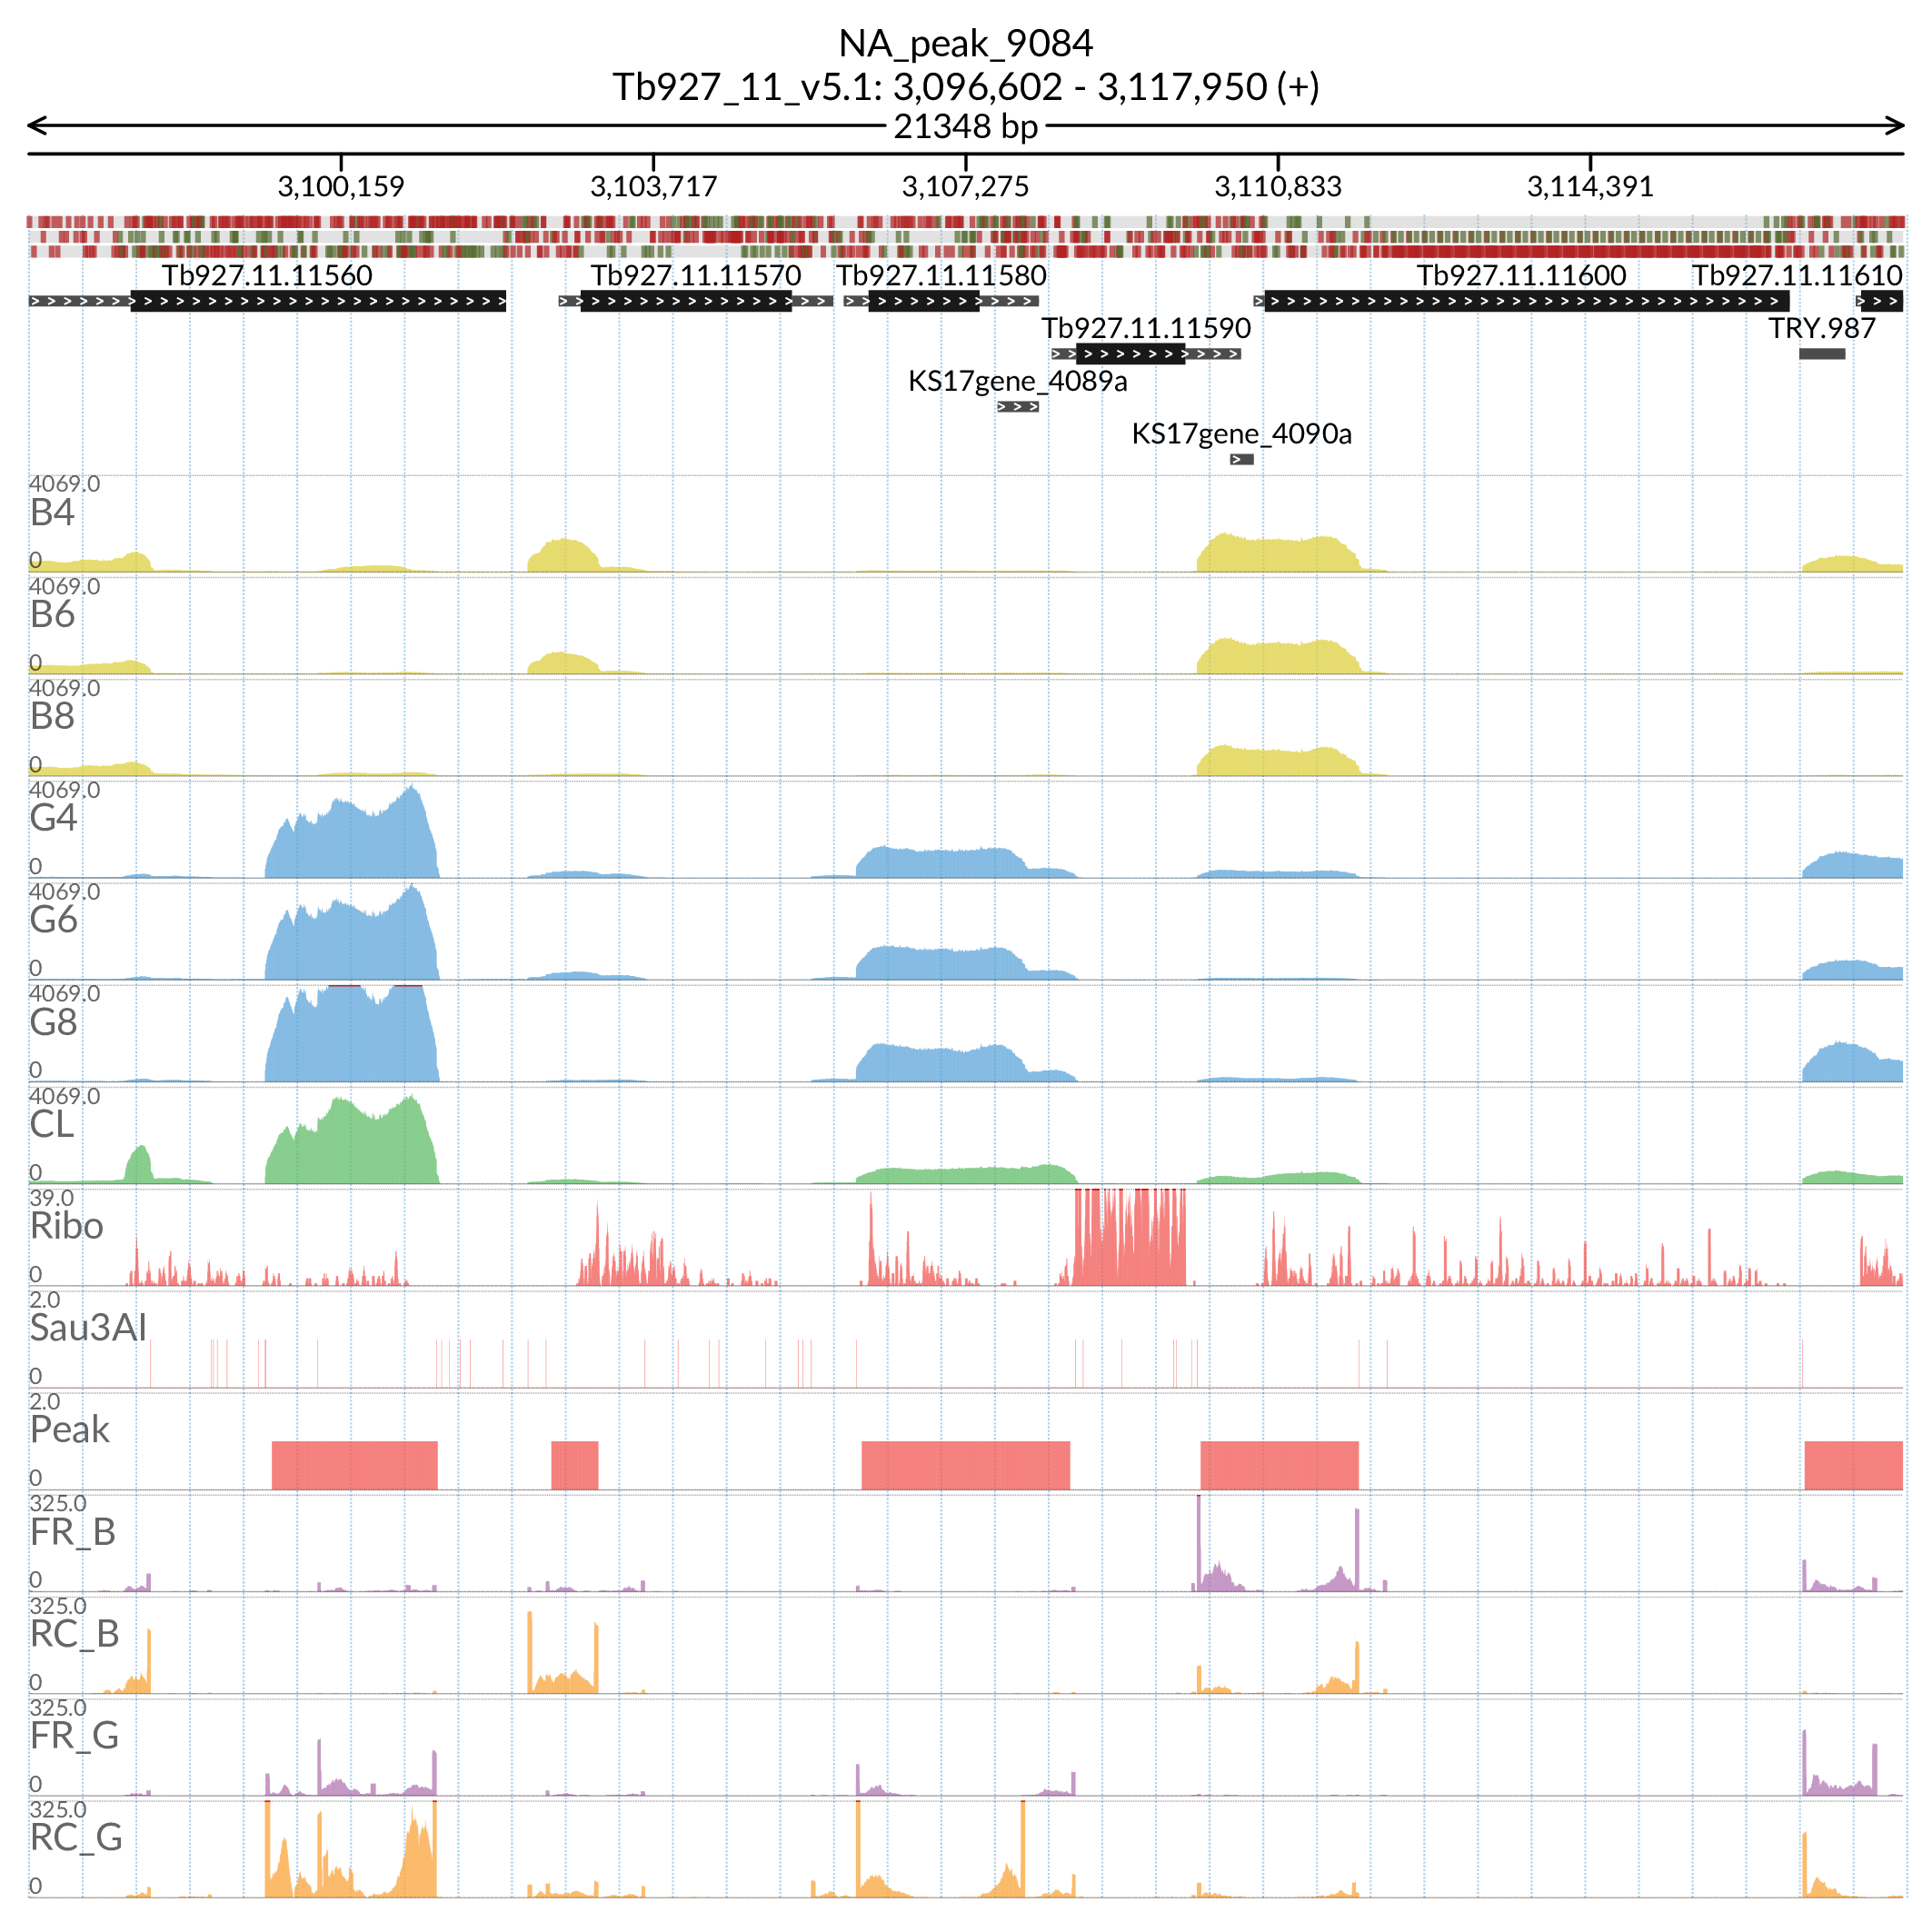 NA_peak_9084
Tb927_11_v5.1: 3,096,602 - 3,117,950 (+)
21348 bp
3,100,159 3,103,717 3,107,275 3,110,833 3,114,391
Tb927.11.11560 Tb927.11.11570 Tb927.11.11580 Tb927.11.11600 Tb927.11.11610
Tb927.11.11590 TRY.987
KS17gene_4089a
KS17gene_4090a
4069.0
B4
0
4069.0
B6
0
4069.0
B8
0
4069.0
G4
0
4069.0
G6
0
4069.0
G8
0
4069.0
CL
0
39.0
Ribo
0
2.0
Sau3AI
0
2.0
Peak
0
325.0
FR_B
0
325.0
RC_B
0
325.0
FR_G
0
325.0
RC_G
0